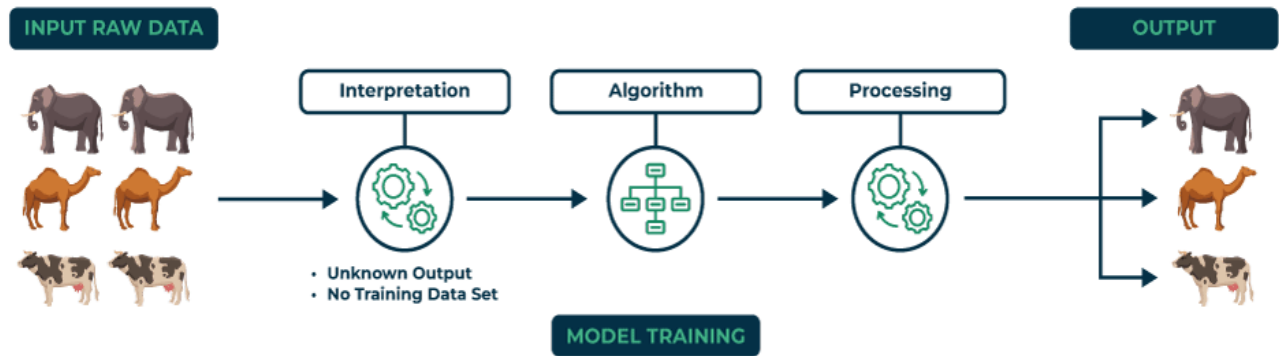 INPUT RAW DATA
OUTPUT
Interpretation
Algorithm
Processing
• Unknown Output
• No Training Data Set
MODEL TRAINING